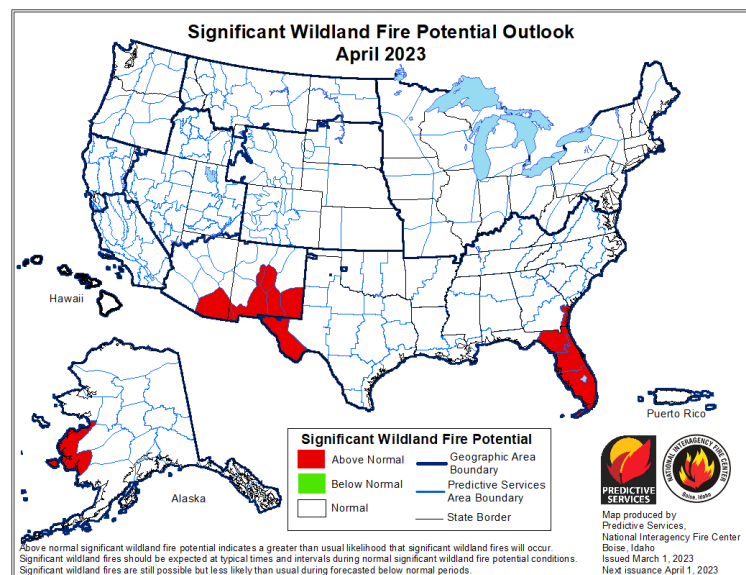 Significant Wildland Fire Potential Outlook
April 2023
Hawaii
Puerto Rico
Alaska
Significant Wildland Fire Potential
Above Normal
Below Normal
Normal
Geographic Area
Boundary
Predictive Services
Area Boundary
State Border
PREDICTIVE
SERVICES
NATIONAL INTERAGENCY FIRE CENTER
Boise, Idaho
Map produced by
Predictive Services,
National Interagency Fire Center
Boise, Idaho
Issued March 1, 2023
Next issuance April 1, 2023
Above normal significant wildland fire potential indicates a greater than usual likelihood that significant wildland fires will occur.
Significant wildland fires should be expected at typical times and intervals during normal significant wildland fire potential conditions.
Significant wildland fires are still possible but less likely than usual during forecasted below normal periods.